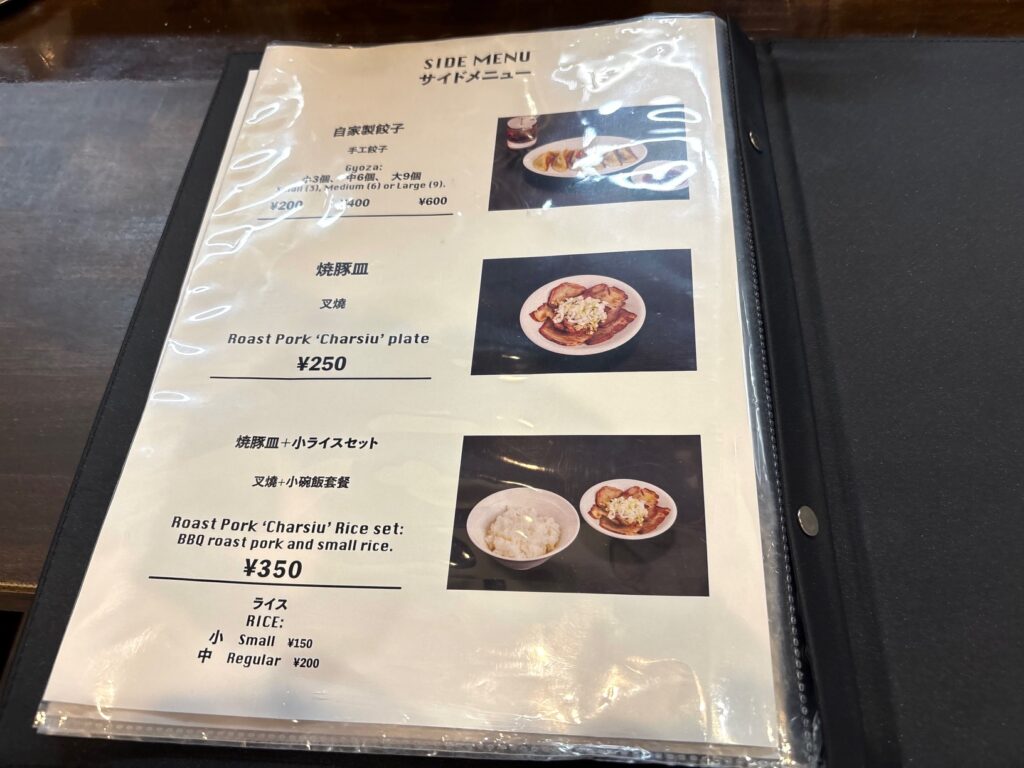 SIDE MENU
サイドメニュー
自家製餃子
手工餃子
Gyoza:
小3個、 中6個、 大9個
Small (3), Medium (6) or Large (9).
¥200 ¥400 ¥600
焼豚皿
叉燒
Roast Pork ‘Charsiu’ plate
¥250
焼豚皿+小ライスセット
叉燒+小碗飯套餐
Roast Pork ‘Charsiu’ Rice set:
BBQ roast pork and small rice.
¥350
ライス
RICE:
小 Small ¥150
中 Regular ¥200